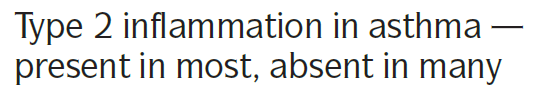 Type 2 inflammation in asthma —
present in most, absent in many